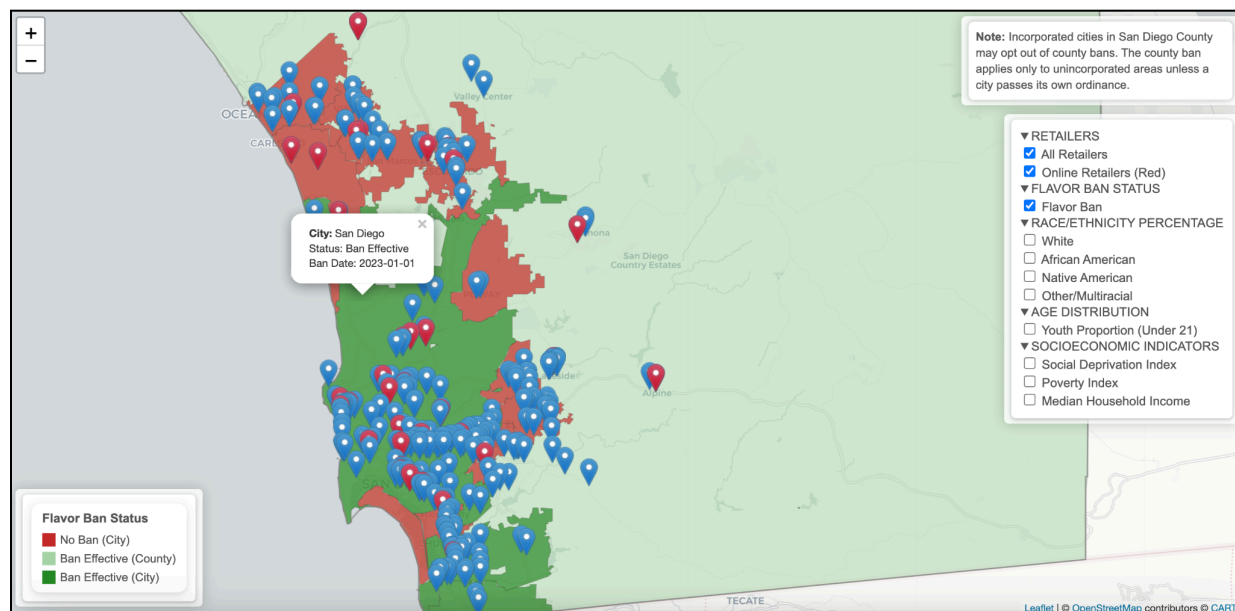 +
−
Note: Incorporated cities in San Diego County
may opt out of county bans. The county ban
applies only to unincorporated areas unless a
city passes its own ordinance.
Valley Center
San Diego
Country Estates
Alpine
TECATE
×
City: San Diego
Status: Ban Effective
Ban Date: 2023-01-01
▼RETAILERS
All Retailers
Online Retailers (Red)
▼FLAVOR BAN STATUS
Flavor Ban
▼RACE/ETHNICITY PERCENTAGE
White
African American
Native American
Other/Multiracial
▼AGE DISTRIBUTION
Youth Proportion (Under 21)
▼SOCIOECONOMIC INDICATORS
Social Deprivation Index
Poverty Index
Median Household Income
Flavor Ban Status
No Ban (City)
Ban Effective (County)
Ban Effective (City)
Leaflet | © OpenStreetMap contributors © CART